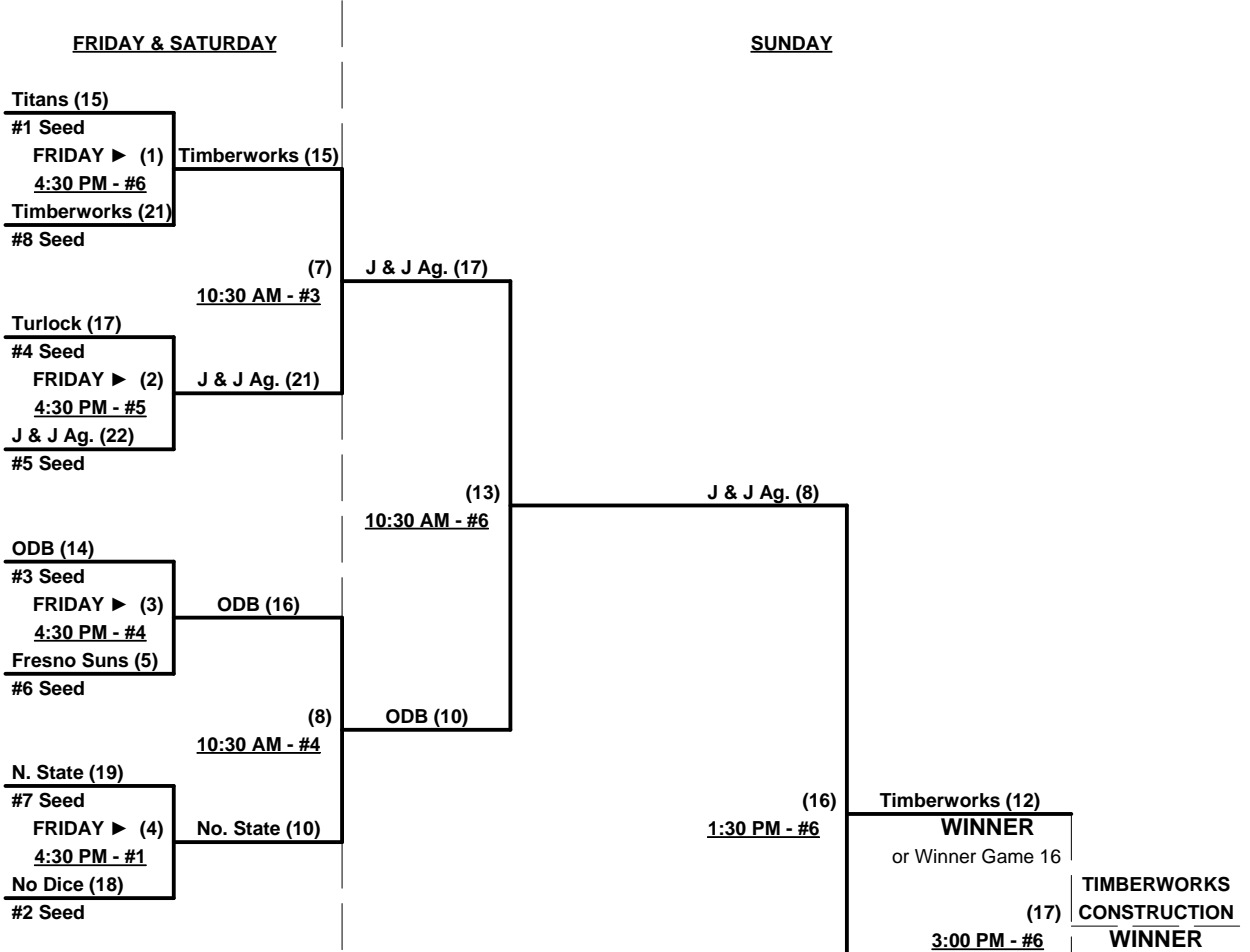 FRIDAY & SATURDAY
SUNDAY
Titans (15)
#1 Seed
FRIDAY ► (1)
Timberworks (15)
4:30 PM - #6
Timberworks (21)
#8 Seed
(7)
J & J Ag. (17)
10:30 AM - #3
Turlock (17)
#4 Seed
FRIDAY ► (2)
J & J Ag. (21)
4:30 PM - #5
J & J Ag. (22)
#5 Seed
(13)
J & J Ag. (8)
10:30 AM - #6
ODB (14)
#3 Seed
FRIDAY ► (3)
ODB (16)
4:30 PM - #4
Fresno Suns (5)
#6 Seed
(8)
ODB (10)
10:30 AM - #4
N. State (19)
#7 Seed
(16)
Timberworks (12)
FRIDAY ► (4)
No. State (10)
1:30 PM - #6
WINNER
4:30 PM - #1
or Winner Game 16
No Dice (18)
TIMBERWORKS
#2 Seed
(17)
CONSTRUCTION
3:00 PM - #6
WINNER